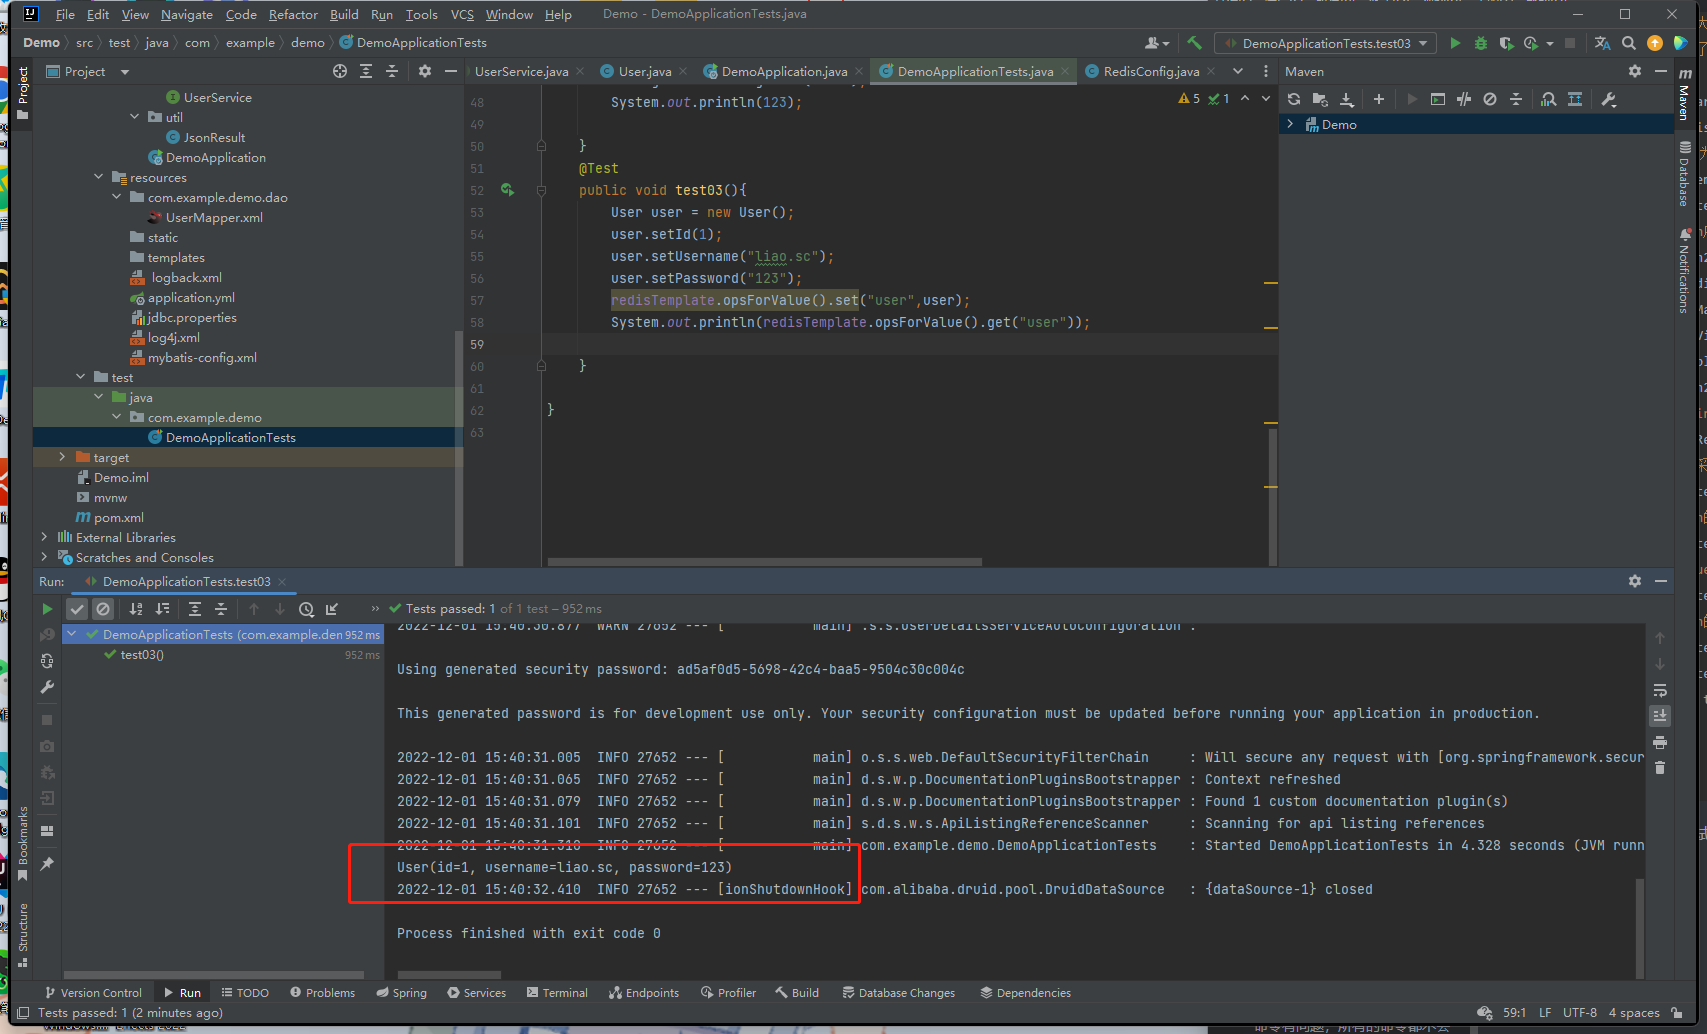 File Edit View Navigate Code Refactor Build Run Tools VCS Window Help Demo - DemoApplicationTests.java
Demo src test java com example demo DemoApplicationTests DemoApplicationTests.test03
Project
UserService.java User.java DemoApplication.java DemoApplicationTests.java RedisConfig.java
Maven
Demo
UserService
util
JsonResult
DemoApplication
resources
com.example.demo.dao
UserMapper.xml
static
templates
logback.xml
application.yml
jdbc.properties
log4j.xml
mybatis-config.xml
test
java
com.example.demo
DemoApplicationTests
target
Demo.iml
mvnw
pom.xml
External Libraries
Scratches and Consoles
5 1
48 System.out.println(123);
49
50 }
51 @Test
52 public void test03(){
53 User user = new User();
54 user.setId(1);
55 user.setUsername("liao.sc");
56 user.setPassword("123");
57 redisTemplate.opsForValue().set("user",user);
58 System.out.println(redisTemplate.opsForValue().get("user"));
59
60 }
61
62 }
63
Project
Bookmarks
Structure
Maven
Database
Notifications
Run: DemoApplicationTests.test03
Tests passed: 1 of 1 test – 952 ms
DemoApplicationTests (com.example.den 952 ms
test03() 952 ms
2022-12-01 15:40:30.877 WARN 27652 --- [ main] .s.s.UserDetailsServiceAutoConfiguration :
Using generated security password: ad5af0d5-5698-42c4-baa5-9504c30c004c
This generated password is for development use only. Your security configuration must be updated before running your application in production.
2022-12-01 15:40:31.005 INFO 27652 --- [ main] o.s.s.web.DefaultSecurityFilterChain : Will secure any request with [org.springframework.secur
2022-12-01 15:40:31.065 INFO 27652 --- [ main] d.s.w.p.DocumentationPluginsBootstrapper : Context refreshed
2022-12-01 15:40:31.079 INFO 27652 --- [ main] d.s.w.p.DocumentationPluginsBootstrapper : Found 1 custom documentation plugin(s)
2022-12-01 15:40:31.101 INFO 27652 --- [ main] s.d.s.w.s.ApiListingReferenceScanner : Scanning for api listing references
2022-12-01 15:40:31.318 INFO 27652 --- [ main] com.example.demo.DemoApplicationTests : Started DemoApplicationTests in 4.328 seconds (JVM runn
User(id=1, username=liao.sc, password=123)
2022-12-01 15:40:32.410 INFO 27652 --- [ionShutdownHook] com.alibaba.druid.pool.DruidDataSource : {dataSource-1} closed
Process finished with exit code 0
Version Control Run TODO Problems Spring Services Terminal Endpoints Profiler Build Database Changes Dependencies
Tests passed: 1 (2 minutes ago) 59:1 LF UTF-8 4 spaces